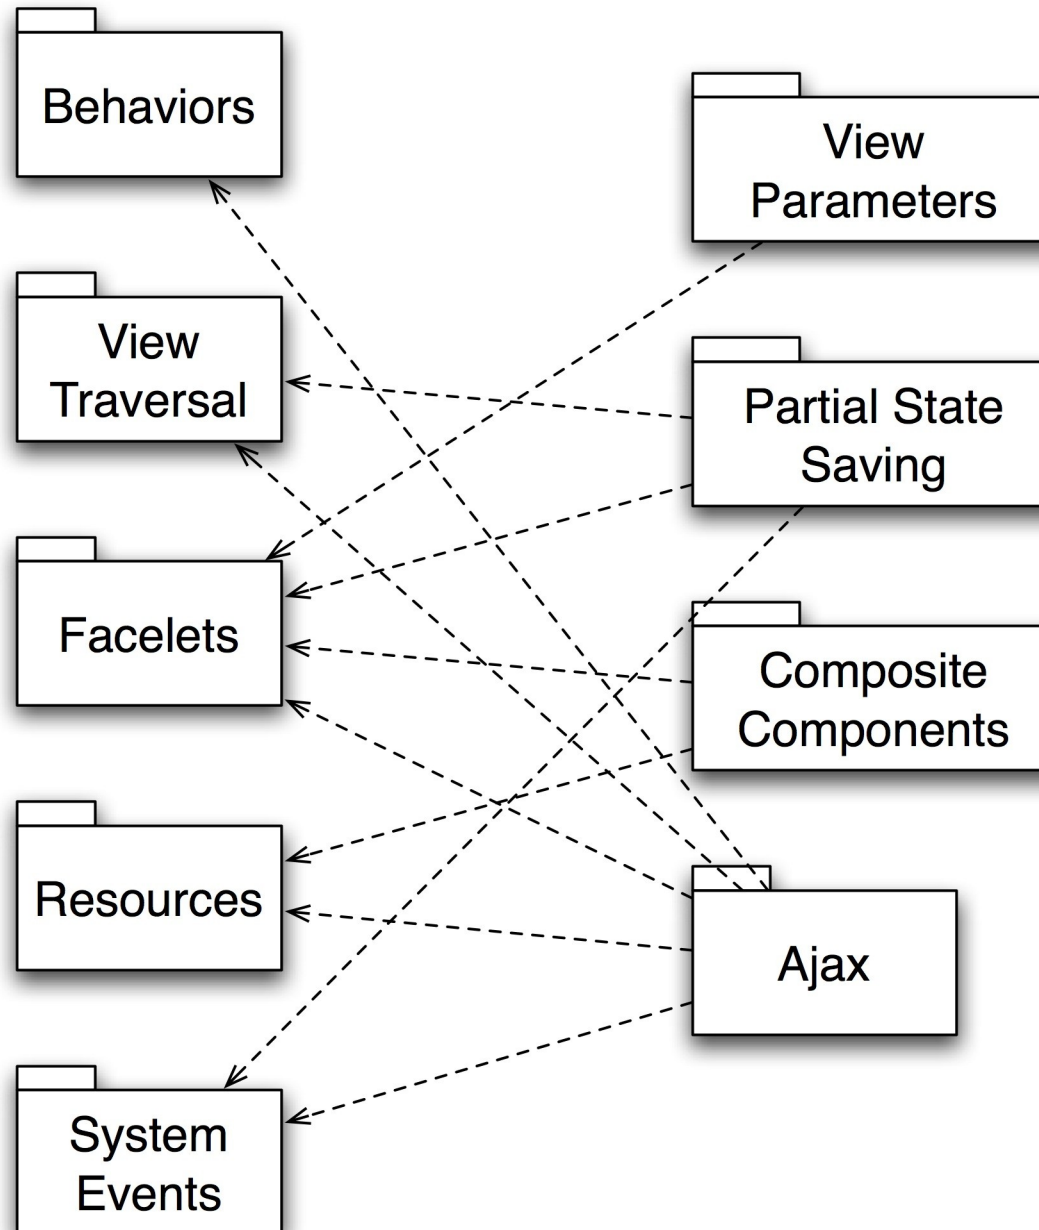 Behaviors
View
Traversal
Facelets
Resources
System
Events
View
Parameters
Partial State
Saving
Composite
Components
Ajax